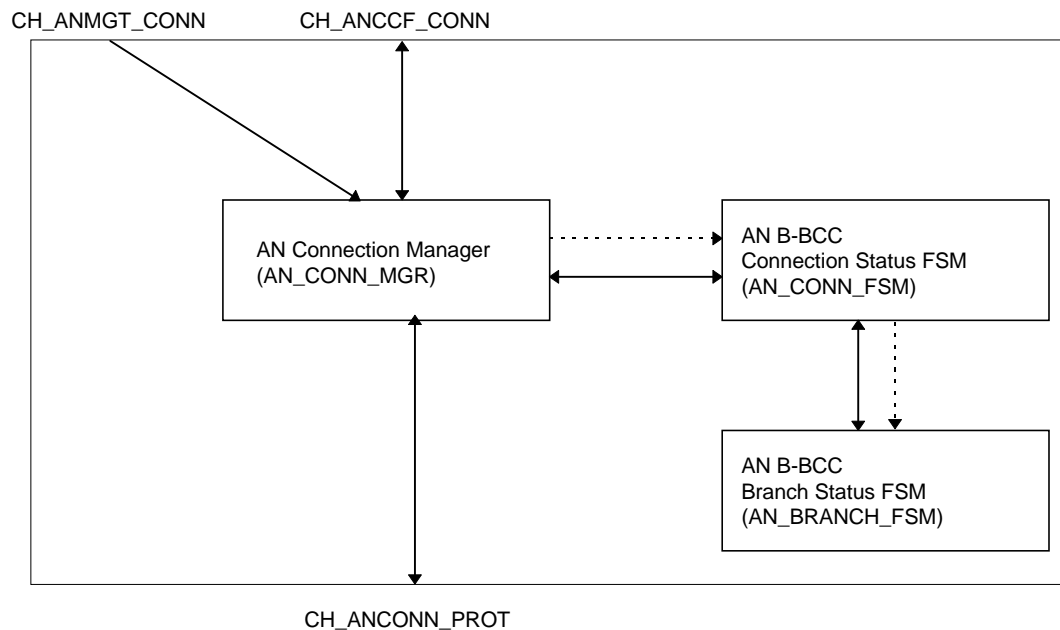 CH_ANMGT_CONN
CH_ANCCF_CONN
AN Connection Manager
(AN_CONN_MGR)
AN B-BCC
Connection Status FSM
(AN_CONN_FSM)
AN B-BCC
Branch Status FSM
(AN_BRANCH_FSM)
CH_ANCONN_PROT